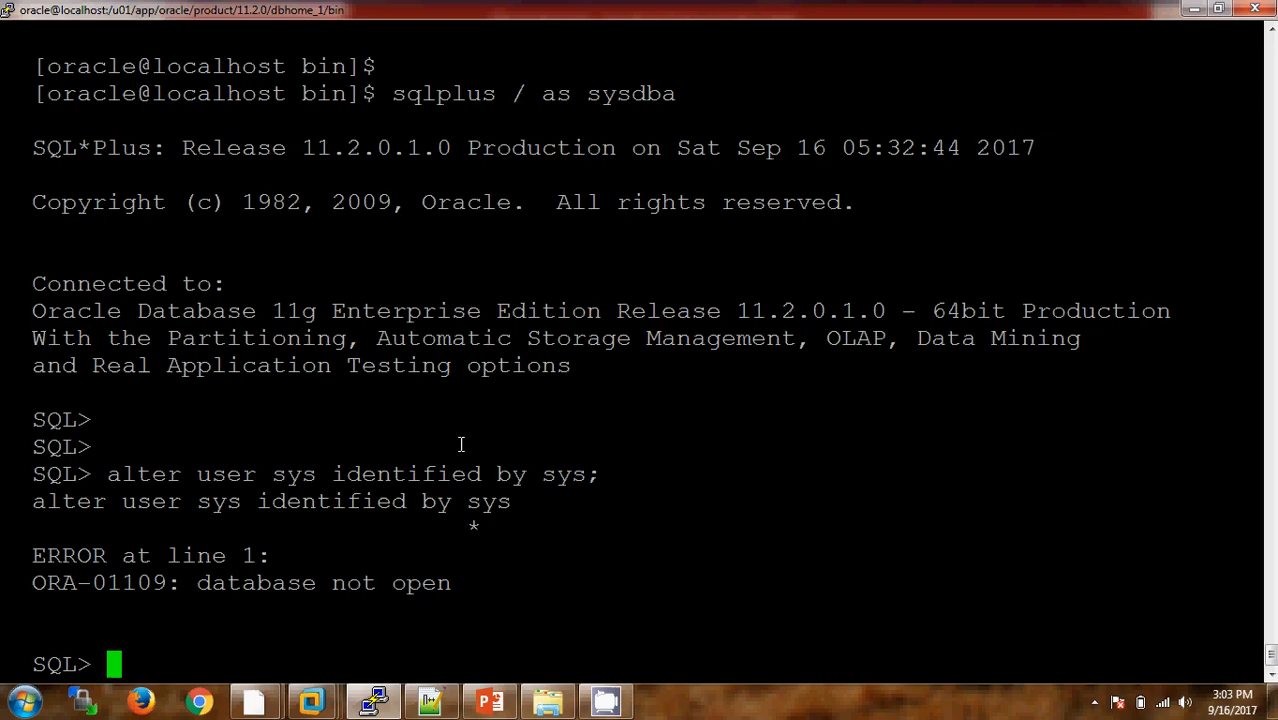 oracle@localhost:/u01/app/oracle/product/11.2.0/dbhome_1/bin
[oracle@localhost bin]$
[oracle@localhost bin]$ sqlplus / as sysdba
SQL*Plus: Release 11.2.0.1.0 Production on Sat Sep 16 05:32:44 2017
Copyright (c) 1982, 2009, Oracle.  All rights reserved.
Connected to:
Oracle Database 11g Enterprise Edition Release 11.2.0.1.0 - 64bit Production
With the Partitioning, Automatic Storage Management, OLAP, Data Mining
and Real Application Testing options
SQL>
SQL>
SQL> alter user sys identified by sys;
alter user sys identified by sys
*
ERROR at line 1:
ORA-01109: database not open
SQL>
3:03 PM
9/16/2017